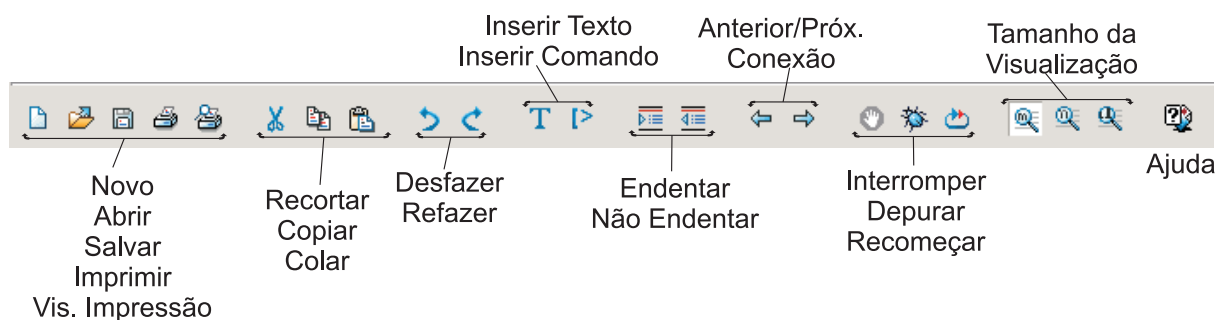 Inserir Texto
Inserir Comando
Anterior/Próx.
Conexão
Tamanho da
Visualização
T [>
Novo
Abrir
Salvar
Imprimir
Vis. Impressão
Recortar
Copiar
Colar
Desfazer
Refazer
Endentar
Não Endentar
Interromper
Depurar
Recomeçar
Ajuda